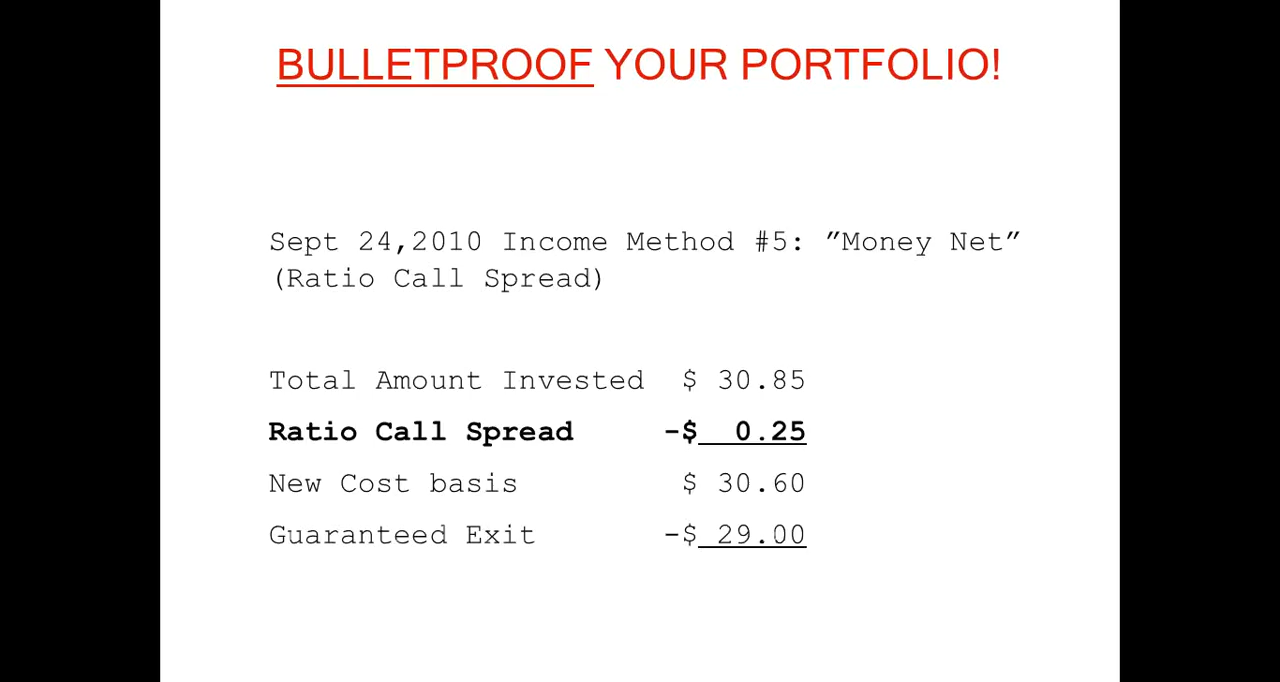 BULLETPROOF YOUR PORTFOLIO!
Sept 24,2010 Income Method #5: ”Money Net”
(Ratio Call Spread)
Total Amount Invested $ 30.85
Ratio Call Spread -$ 0.25
New Cost basis $ 30.60
Guaranteed Exit -$ 29.00